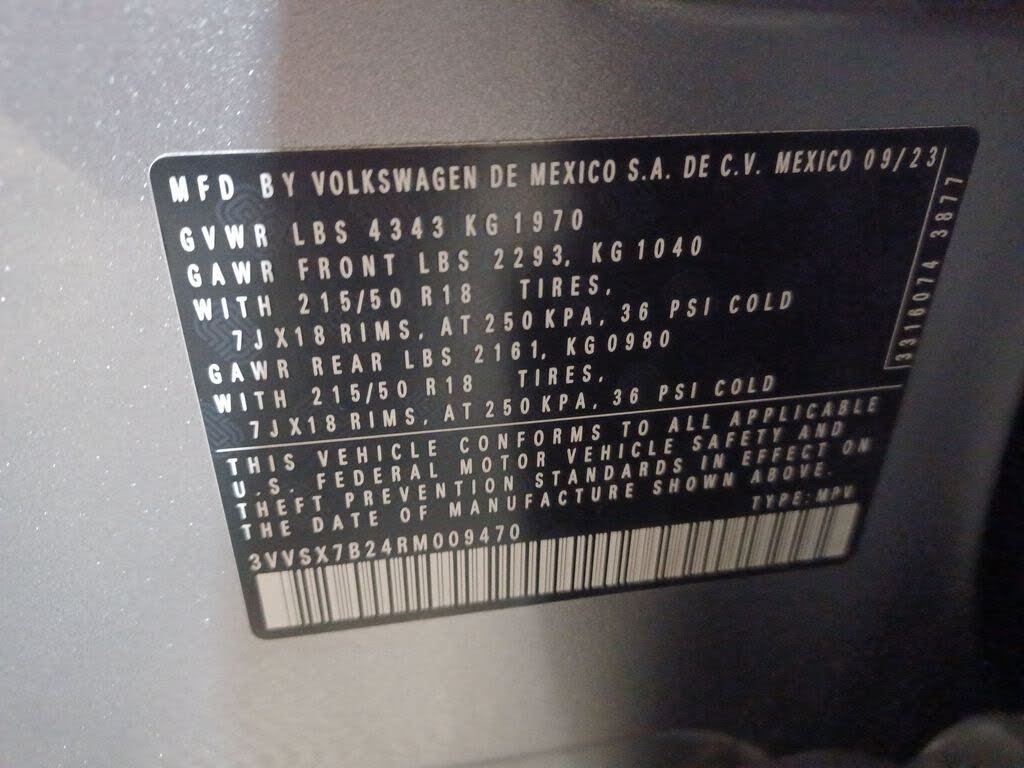 MFD BY VOLKSWAGEN DE MEXICO S.A. DE C.V. MEXICO 09/23
GVWR LBS 4343 KG 1970
GAWR FRONT LBS 2293, KG 1040
WITH 215/50 R18 TIRES,
7JX18 RIMS, AT 250 KPA, 36 PSI COLD
GAWR REAR LBS 2161, KG 0980
WITH 215/50 R18 TIRES,
7JX18 RIMS, AT 250 KPA, 36 PSI COLD
3316074 3877
THIS VEHICLE CONFORMS TO ALL APPLICABLE
U.S. FEDERAL MOTOR VEHICLE SAFETY AND
THEFT PREVENTION STANDARDS IN EFFECT ON
THE DATE OF MANUFACTURE SHOWN ABOVE.
3VVSX7B24RM009470 TYPE: MPV